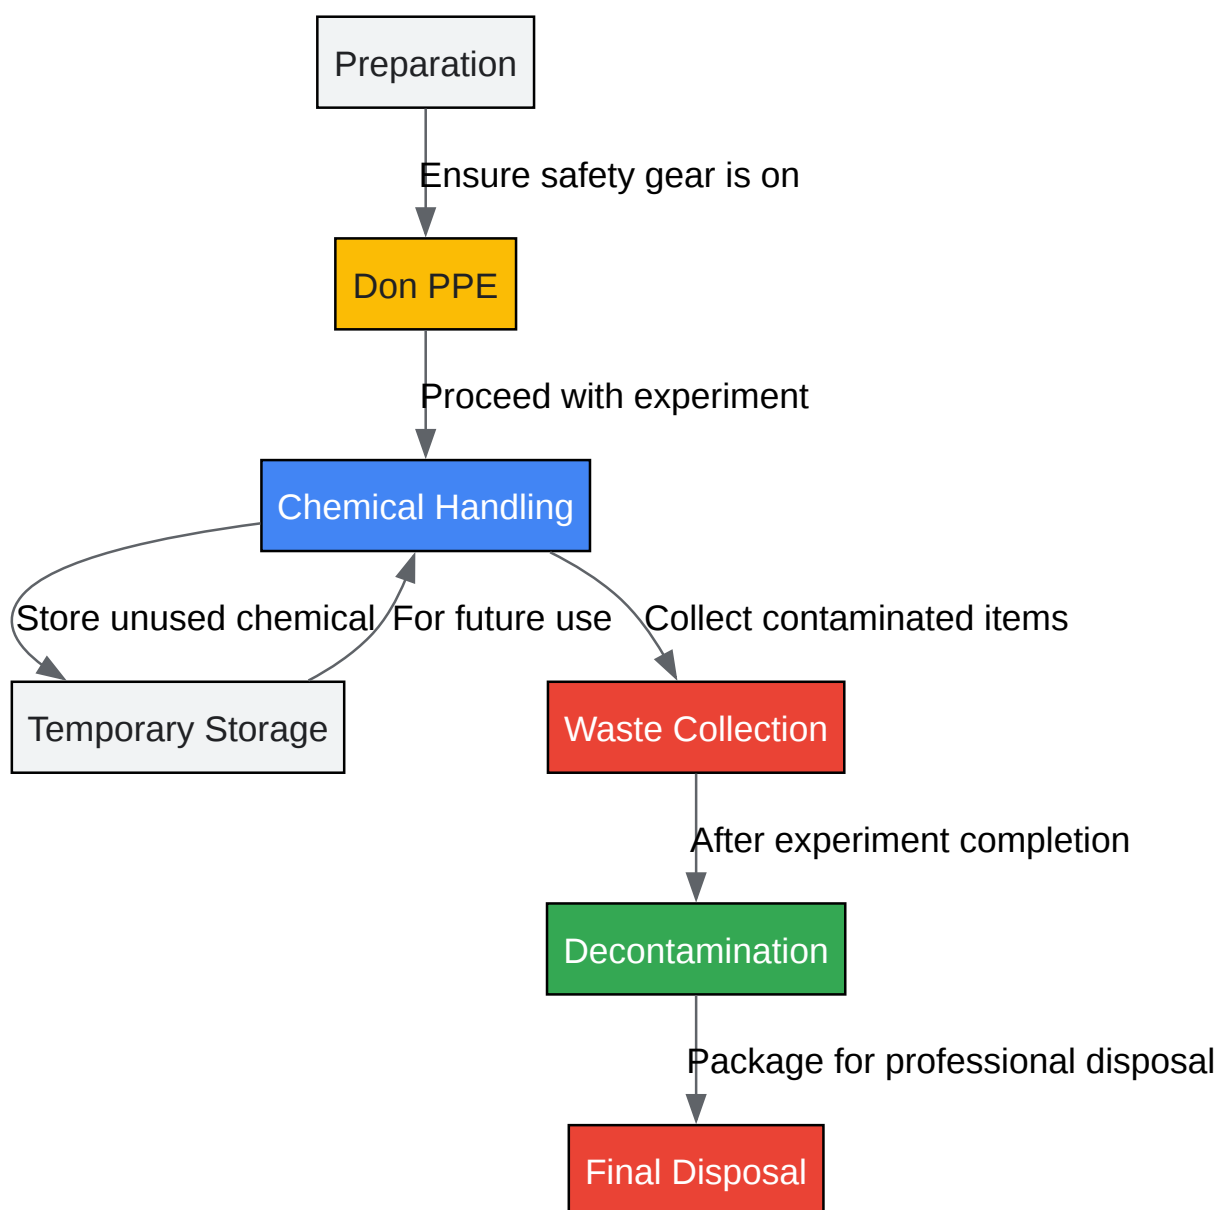 Preparation
Ensure safety gear is on
Don PPE
Proceed with experiment
Chemical Handling
Store unused chemical
For future use
Collect contaminated items
Temporary Storage
Waste Collection
After experiment completion
Decontamination
Package for professional disposal
Final Disposal